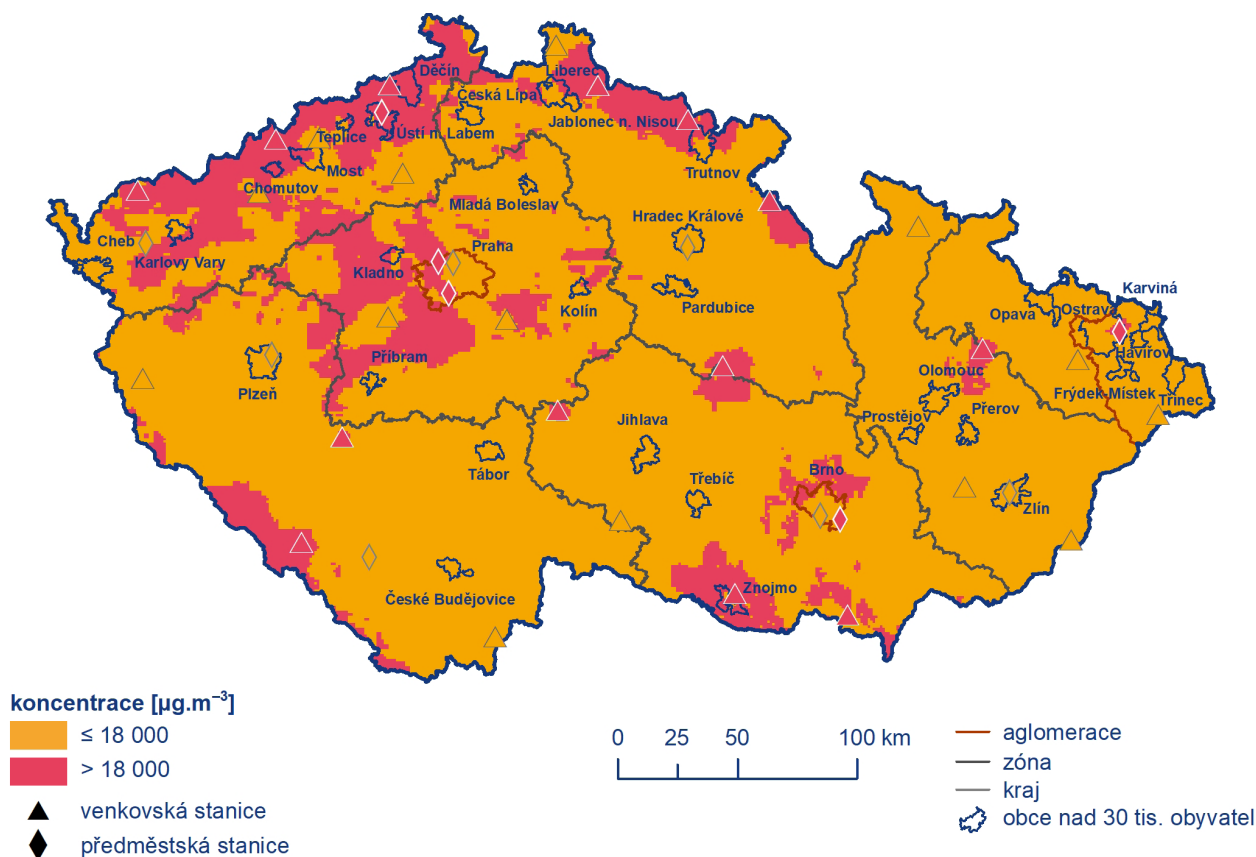 Děčín
Liberec
Česká Lípa
Jablonec n. Nisou
Teplice
Ústí n. Labem
Most
Trutnov
Chomutov
Mladá Boleslav
Hradec Králové
Cheb
Karlovy Vary
Praha
Kladno
Kolín
Pardubice
Karviná
Opava
Ostrava
Havířov
Příbram
Plzeň
Olomouc
Frýdek-Místek
Třinec
Prostějov
Přerov
Jihlava
Tábor
Třebíč
Brno
Zlín
Znojmo
České Budějovice
koncentrace [µg.m⁻³]
≤ 18 000
> 18 000
venkovská stanice
předměstská stanice
0 25 50 100 km
aglomerace
zóna
kraj
obce nad 30 tis. obyvatel